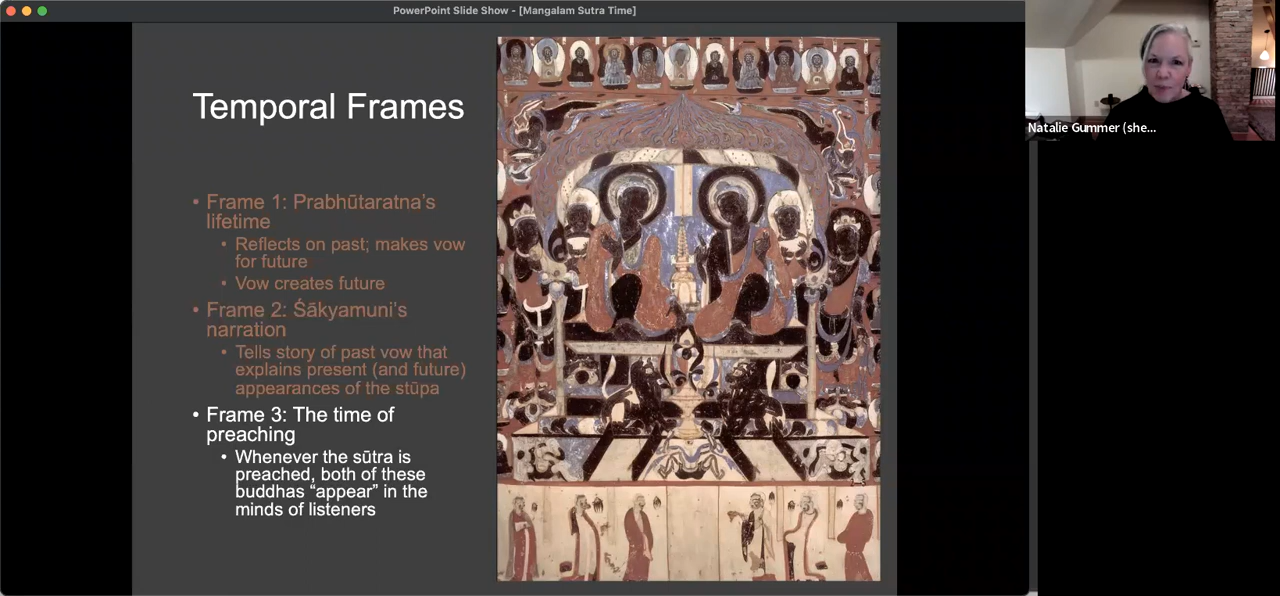 PowerPoint Slide Show - [Mangalam Sutra Time]
Natalie Gummer (she...
Temporal Frames
• Frame 1: Prabhūtaratna's
lifetime
• Reflects on past; makes vow
for future
• Vow creates future
• Frame 2: Śākyamuni's
narration
• Tells story of past vow that
explains present (and future)
appearances of the stūpa
• Frame 3: The time of
preaching
• Whenever the sūtra is
preached, both of these
buddhas “appear” in the
minds of listeners